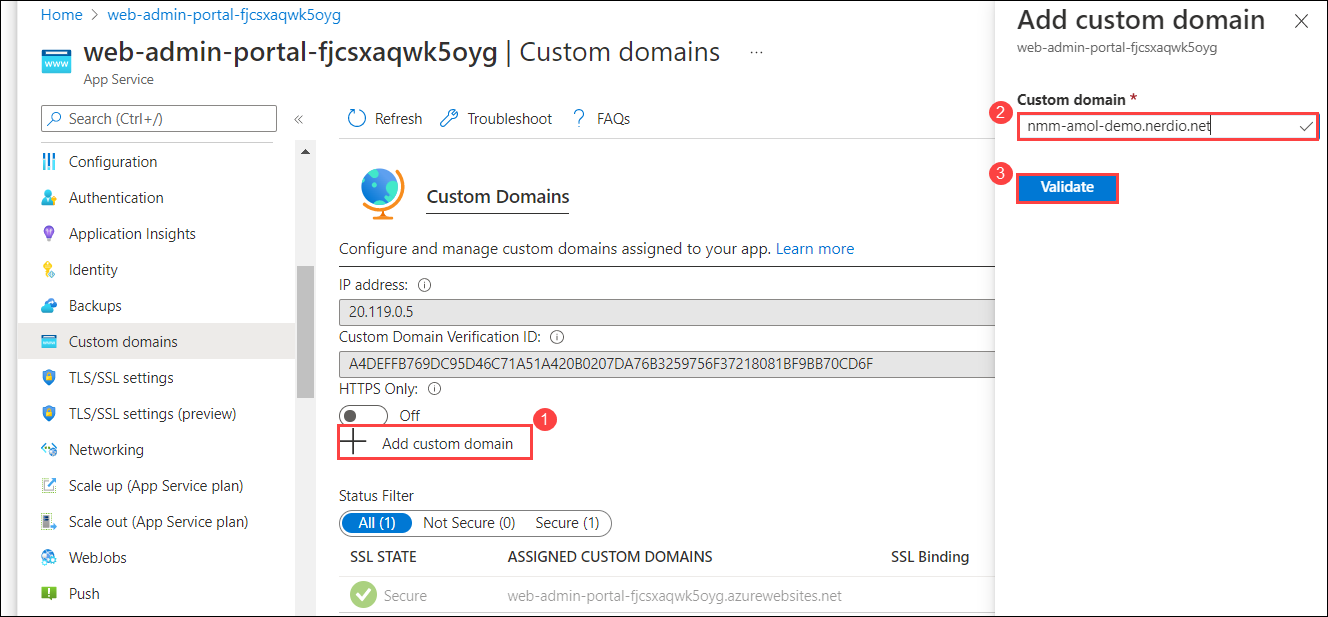 Home > web-admin-portal-fjcsxaqwk5oyg
web-admin-portal-fjcsxaqwk5oyg | Custom domains ...
App Service
Search (Ctrl+/)
«
Configuration
Authentication
Application Insights
Identity
Backups
Custom domains
TLS/SSL settings
TLS/SSL settings (preview)
Networking
Scale up (App Service plan)
Scale out (App Service plan)
WebJobs
Push
Refresh
Troubleshoot
? FAQs
Custom Domains
Configure and manage custom domains assigned to your app. Learn more
IP address:
20.119.0.5
Custom Domain Verification ID:
A4DEFFB769DC95D46C71A51A420B0207DA76B3259756F37218081BF9BB70CD6F
HTTPS Only:
Off
1
Add custom domain
Status Filter
All (1) Not Secure (0) Secure (1)
SSL STATE ASSIGNED CUSTOM DOMAINS SSL Binding
Secure web-admin-portal-fjcsxaqwk5oyg.azurewebsites.net
Add custom domain
web-admin-portal-fjcsxaqwk5oyg
Custom domain *
2
nmm-amol-demo.nerdio.net
3
Validate